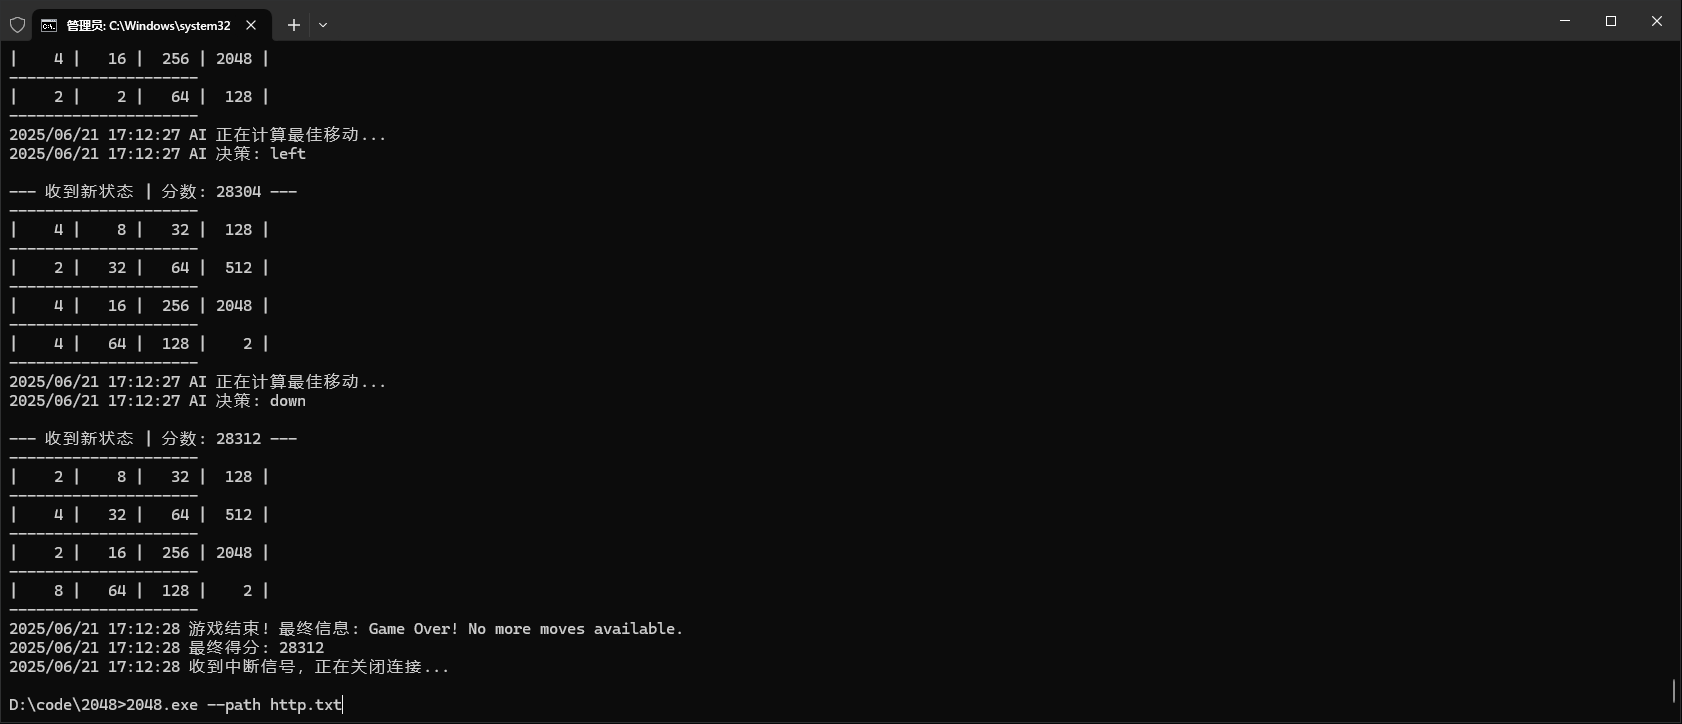 管理员: C:\Windows\system32
|    4 |   16 |  256 | 2048 |
---------------------
|    2 |    2 |   64 |  128 |
---------------------
2025/06/21 17:12:27 AI 正在计算最佳移动...
2025/06/21 17:12:27 AI 决策: left
--- 收到新状态 | 分数: 28304 ---
---------------------
|    4 |    8 |   32 |  128 |
---------------------
|    2 |   32 |   64 |  512 |
---------------------
|    4 |   16 |  256 | 2048 |
---------------------
|    4 |   64 |  128 |    2 |
---------------------
2025/06/21 17:12:27 AI 正在计算最佳移动...
2025/06/21 17:12:27 AI 决策: down
--- 收到新状态 | 分数: 28312 ---
---------------------
|    2 |    8 |   32 |  128 |
---------------------
|    4 |   32 |   64 |  512 |
---------------------
|    2 |   16 |  256 | 2048 |
---------------------
|    8 |   64 |  128 |    2 |
---------------------
2025/06/21 17:12:28 游戏结束! 最终信息: Game Over! No more moves available.
2025/06/21 17:12:28 最终得分: 28312
2025/06/21 17:12:28 收到中断信号, 正在关闭连接...
D:\code\2048>2048.exe --path http.txt